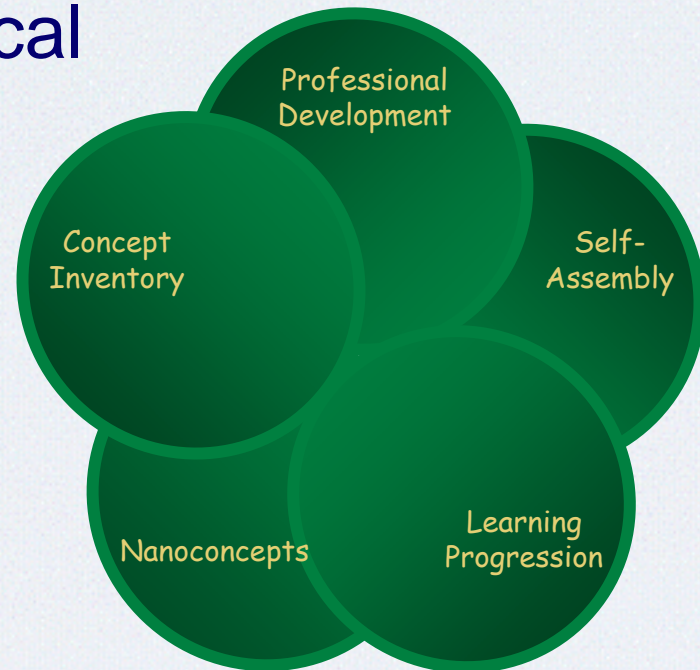 cal
Professional
Development
Concept
Inventory
Self-
Assembly
Learning
Progression
Nanoconcepts